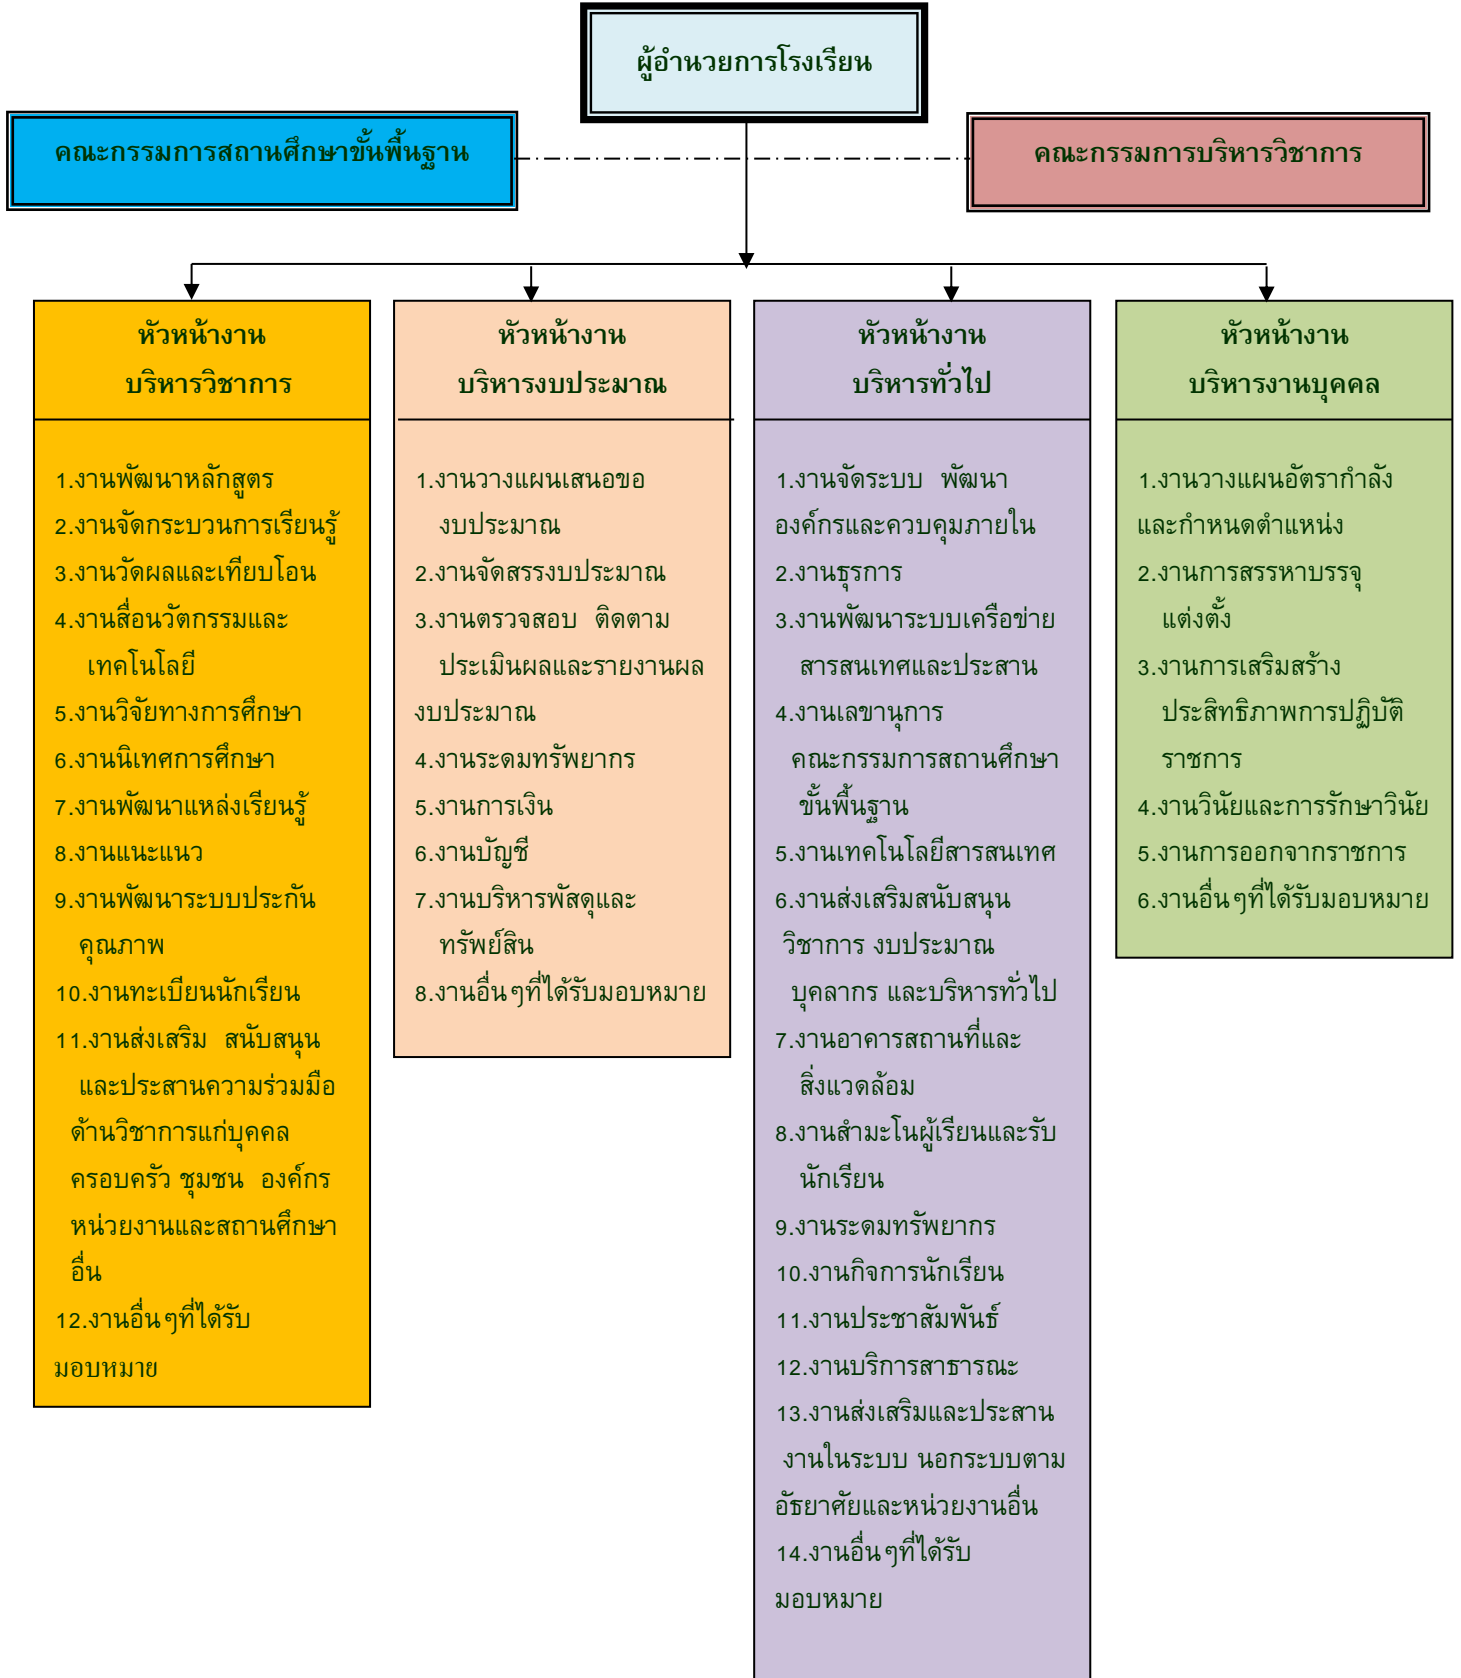 ผู้อำนวยการโรงเรียน
คณะกรรมการสถานศึกษาขั้นพื้นฐาน
คณะกรรมการบริหารวิชาการ
หัวหน้างาน
บริหารวิชาการ
1.งานพัฒนาหลักสูตร
2.งานจัดกระบวนการเรียนรู้
3.งานวัดผลและเทียบโอน
4.งานสื่อนวัตกรรมและ
เทคโนโลยี
5.งานวิจัยทางการศึกษา
6.งานนิเทศการศึกษา
7.งานพัฒนาแหล่งเรียนรู้
8.งานแนะแนว
9.งานพัฒนาระบบประกัน
คุณภาพ
10.งานทะเบียนนักเรียน
11.งานส่งเสริม สนับสนุน
และประสานความร่วมมือ
ด้านวิชาการแก่บุคคล
ครอบครัว ชุมชน องค์กร
หน่วยงานและสถานศึกษา
อื่น
12.งานอื่นๆที่ได้รับ
มอบหมาย
หัวหน้างาน
บริหารงบประมาณ
1.งานวางแผนเสนอขอ
งบประมาณ
2.งานจัดสรรงบประมาณ
3.งานตรวจสอบ ติดตาม
ประเมินผลและรายงานผล
งบประมาณ
4.งานระดมทรัพยากร
5.งานการเงิน
6.งานบัญชี
7.งานบริหารพัสดุและ
ทรัพย์สิน
8.งานอื่นๆที่ได้รับมอบหมาย
หัวหน้างาน
บริหารทั่วไป
1.งานจัดระบบ พัฒนา
องค์กรและควบคุมภายใน
2.งานธุรการ
3.งานพัฒนาระบบเครือข่าย
สารสนเทศและประสาน
4.งานเลขานุการ
คณะกรรมการสถานศึกษา
ขั้นพื้นฐาน
5.งานเทคโนโลยีสารสนเทศ
6.งานส่งเสริมสนับสนุน
วิชาการ งบประมาณ
บุคลากร และบริหารทั่วไป
7.งานอาคารสถานที่และ
สิ่งแวดล้อม
8.งานสำมะโนผู้เรียนและรับ
นักเรียน
9.งานระดมทรัพยากร
10.งานกิจการนักเรียน
11.งานประชาสัมพันธ์
12.งานบริการสาธารณะ
13.งานส่งเสริมและประสาน
งานในระบบ นอกระบบตาม
อัธยาศัยและหน่วยงานอื่น
14.งานอื่นๆที่ได้รับ
มอบหมาย
หัวหน้างาน
บริหารงานบุคคล
1.งานวางแผนอัตรากำลัง
และกำหนดตำแหน่ง
2.งานการสรรหาบรรจุ
แต่งตั้ง
3.งานการเสริมสร้าง
ประสิทธิภาพการปฏิบัติ
ราชการ
4.งานวินัยและการรักษาวินัย
5.งานการออกจากราชการ
6.งานอื่นๆที่ได้รับมอบหมาย